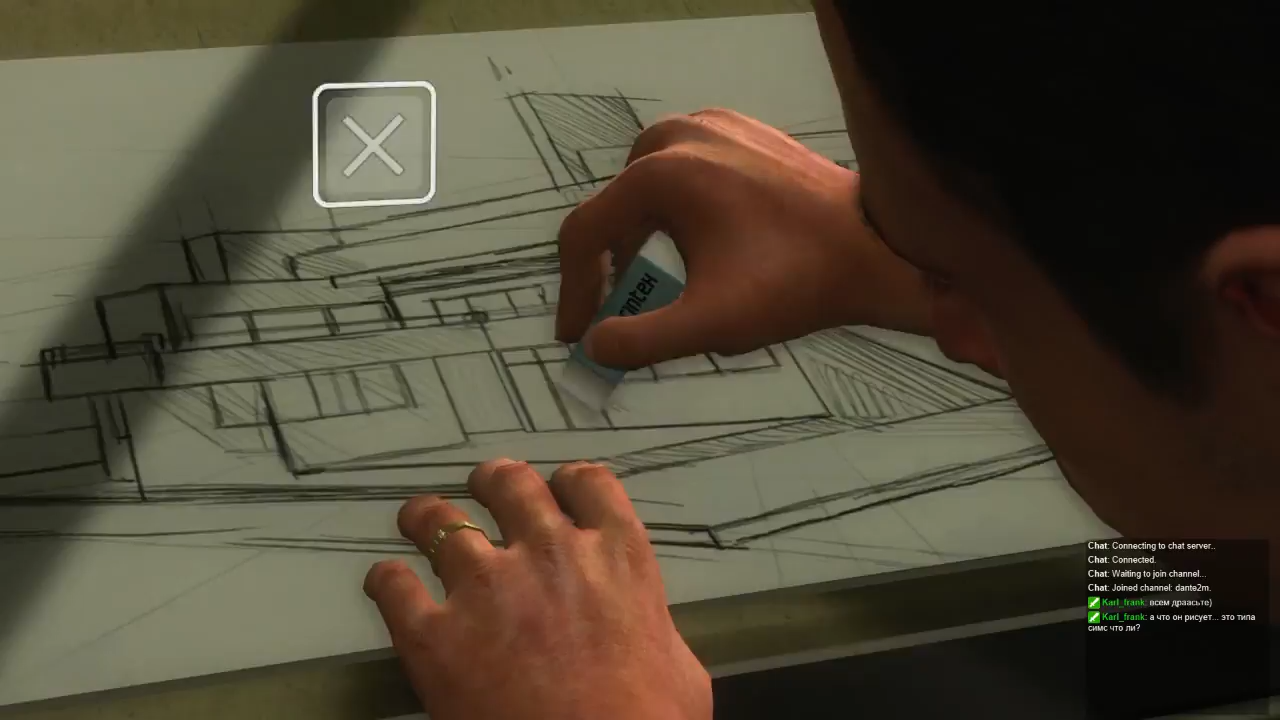 Chat: Connecting to chat server..
Chat: Connected.
Chat: Waiting to join channel...
Chat: Joined channel: dante2m.
Karl_frank: всем драасьте)
Karl_frank: а что он рисует... это типа
симс что ли?